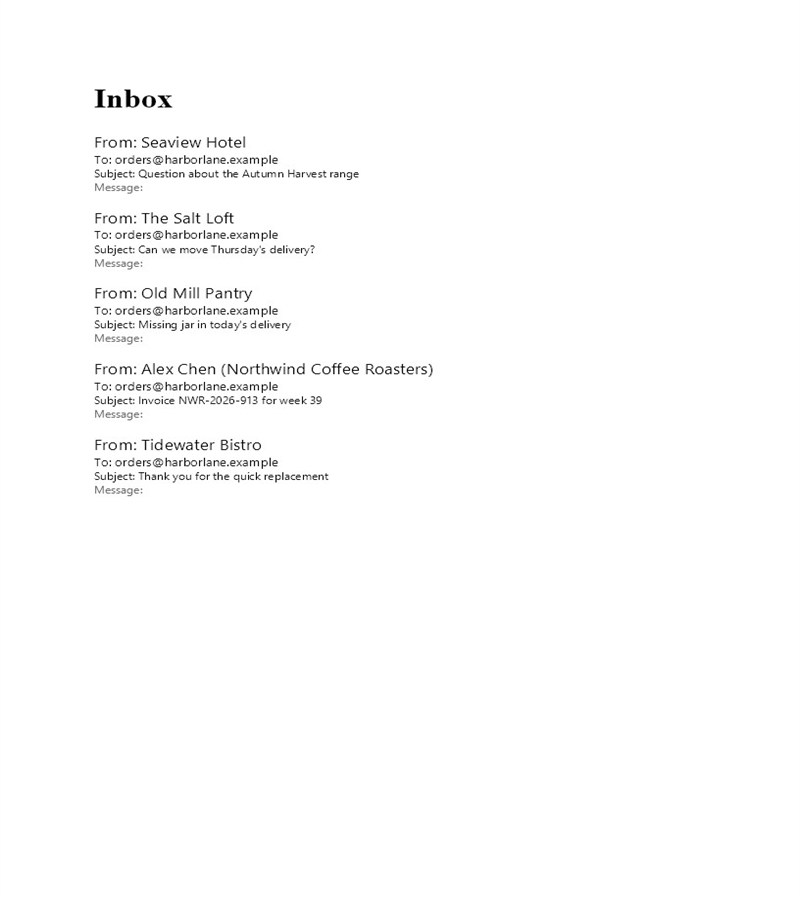 Inbox
From: Seaview Hotel
To: orders@harborlane.example
Subject: Question about the Autumn Harvest range
Message:
From: The Salt Loft
To: orders@harborlane.example
Subject: Can we move Thursday's delivery?
Message:
From: Old Mill Pantry
To: orders@harborlane.example
Subject: Missing jar in today's delivery
Message:
From: Alex Chen (Northwind Coffee Roasters)
To: orders@harborlane.example
Subject: Invoice NWR-2026-913 for week 39
Message:
From: Tidewater Bistro
To: orders@harborlane.example
Subject: Thank you for the quick replacement
Message: